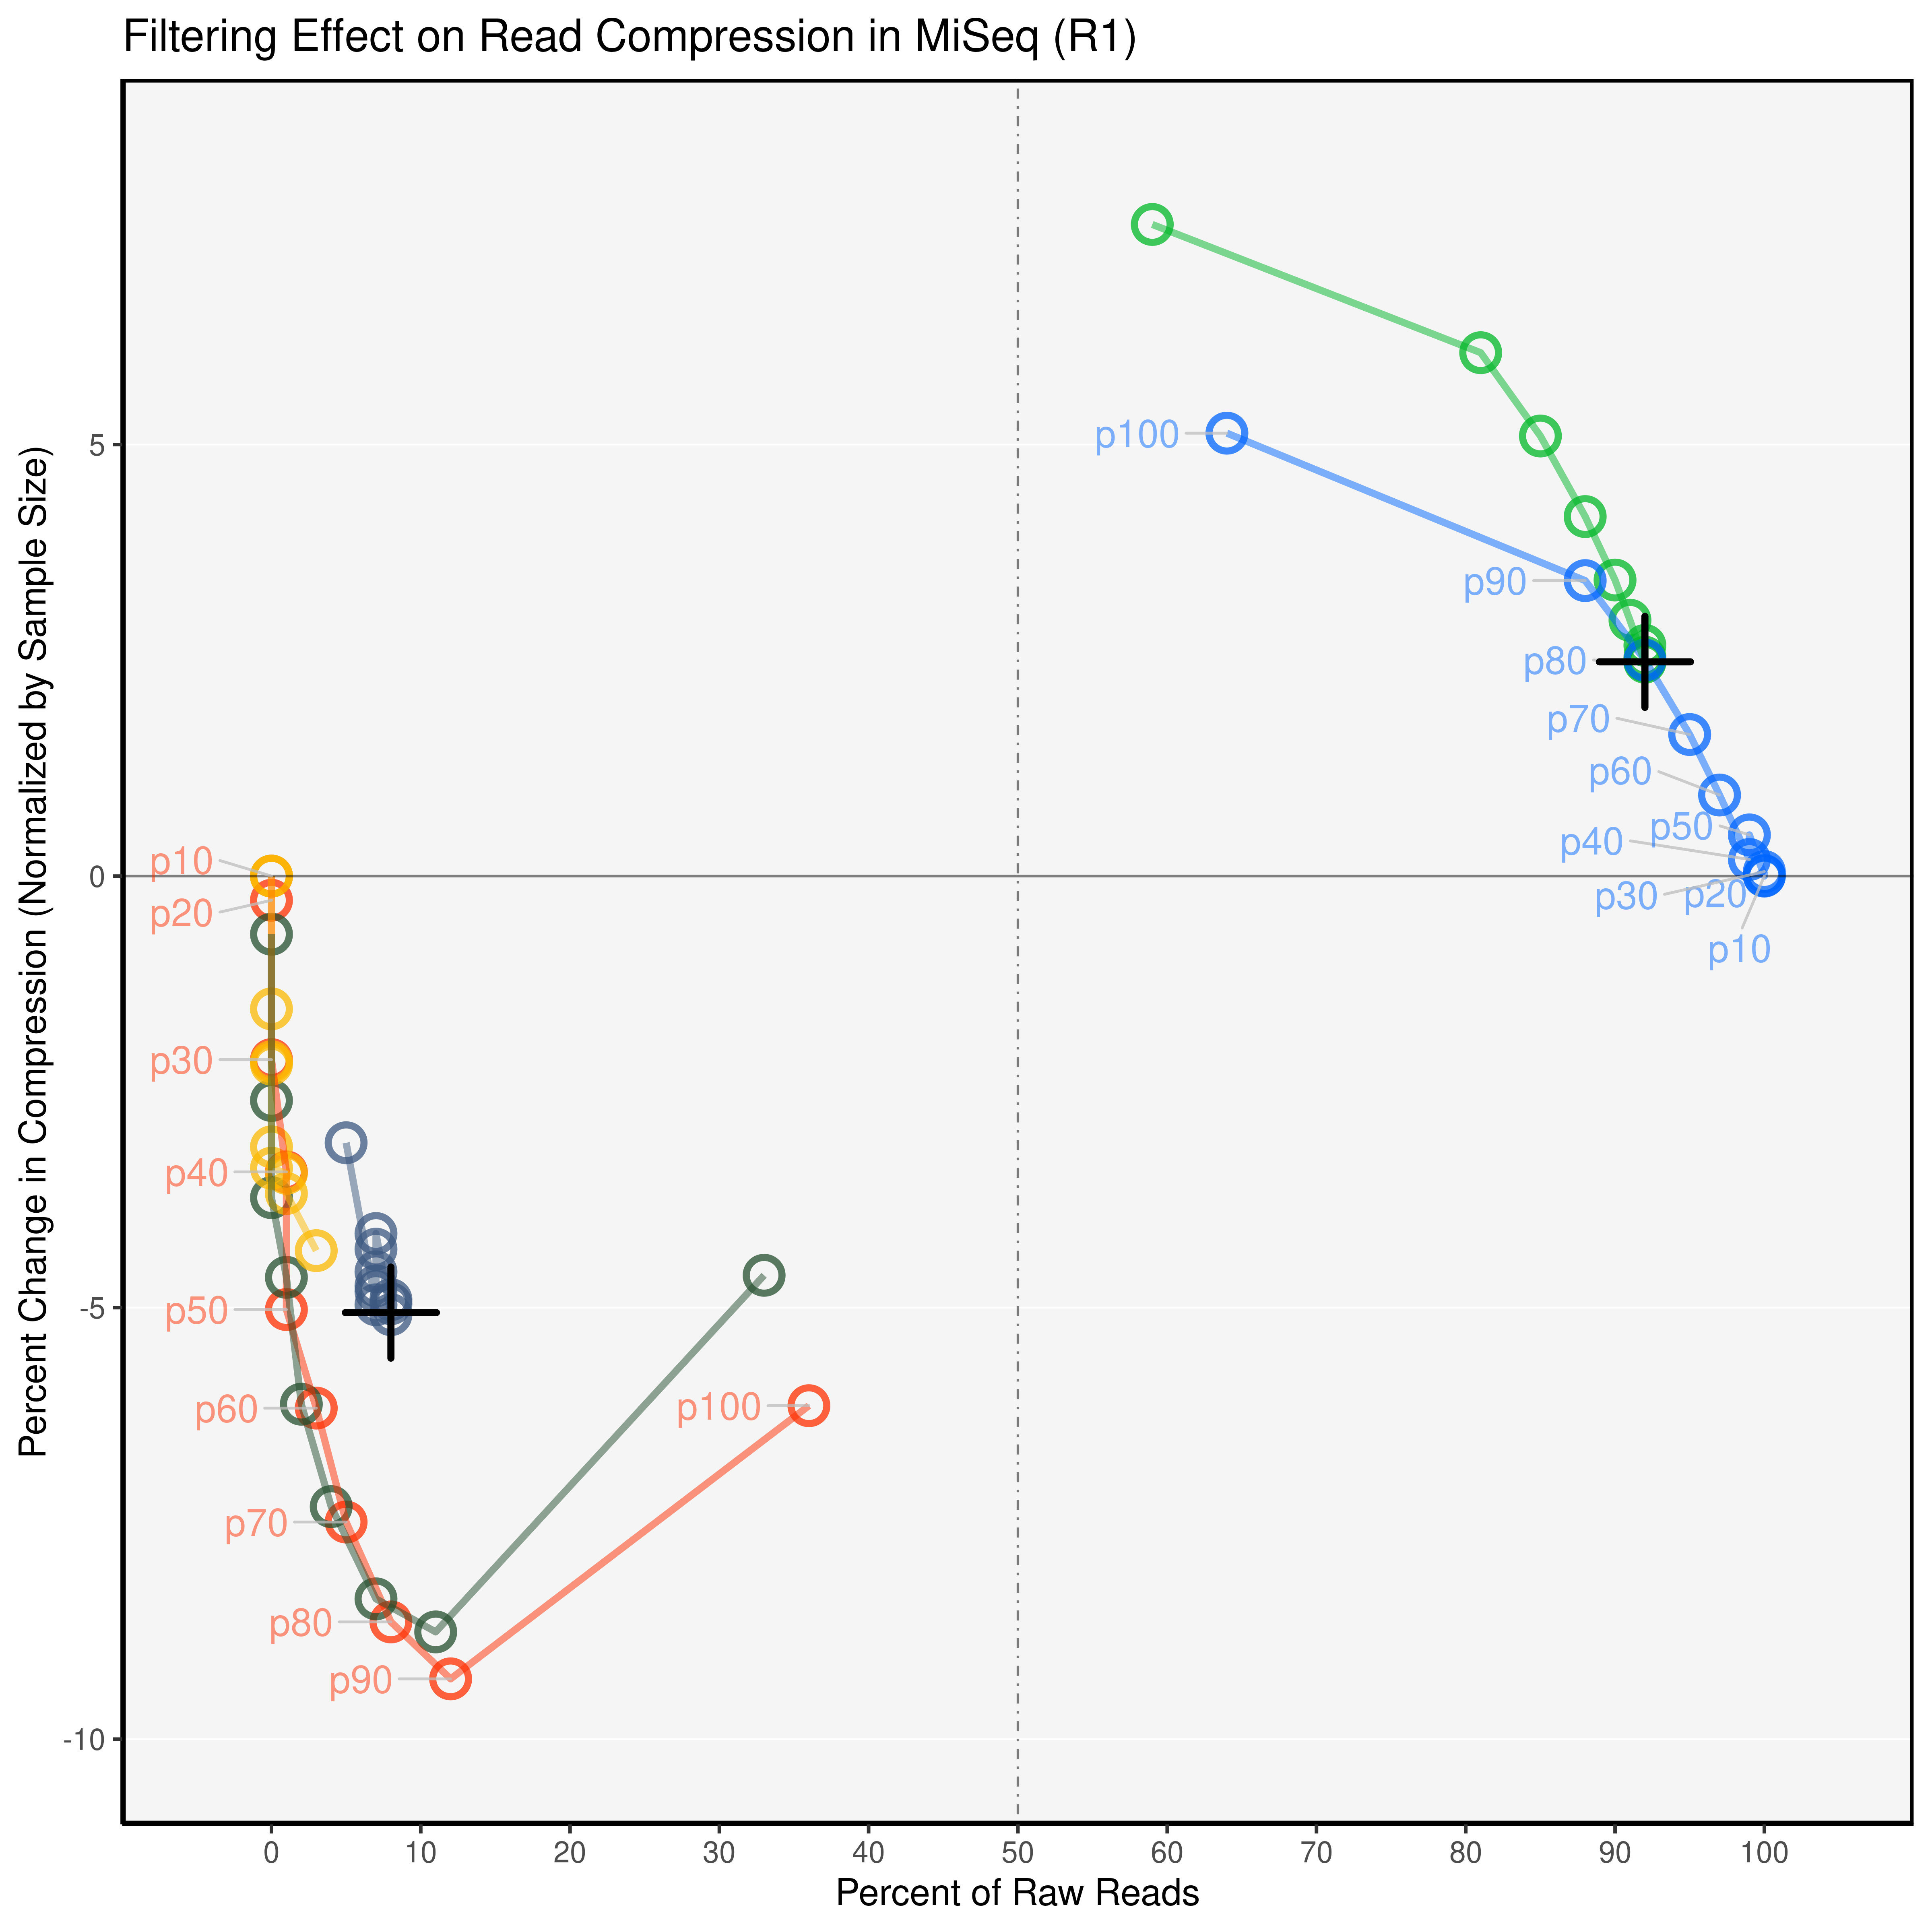 Filtering Effect on Read Compression in MiSeq (R1)
Percent Change in Compression (Normalized by Sample Size)
5
0
-5
-10
p100
p90
p80
p70
p60
p50
p40
p30
p20
p10
p10
p20
p30
p40
p50
p60
p70
p80
p90
p100
0 10 20 30 40 50 60 70 80 90 100
Percent of Raw Reads